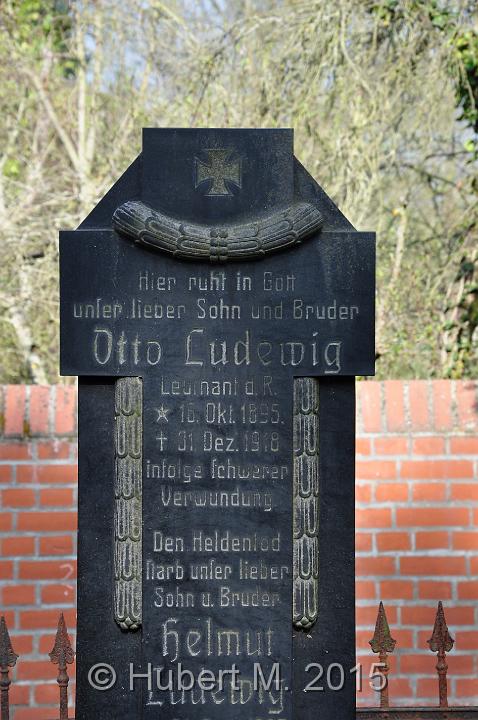 Hier ruht in Gott
unser lieber Sohn und Bruder
Otto Ludewig
Leutnant d. R.
* 16. Okt. 1895.
† 31. Dez. 1918
infolge schwerer
Verwundung
Den Heldentod
starb unser lieber
Sohn u. Bruder
Helmut
Ludewig
© Hubert M. 2015